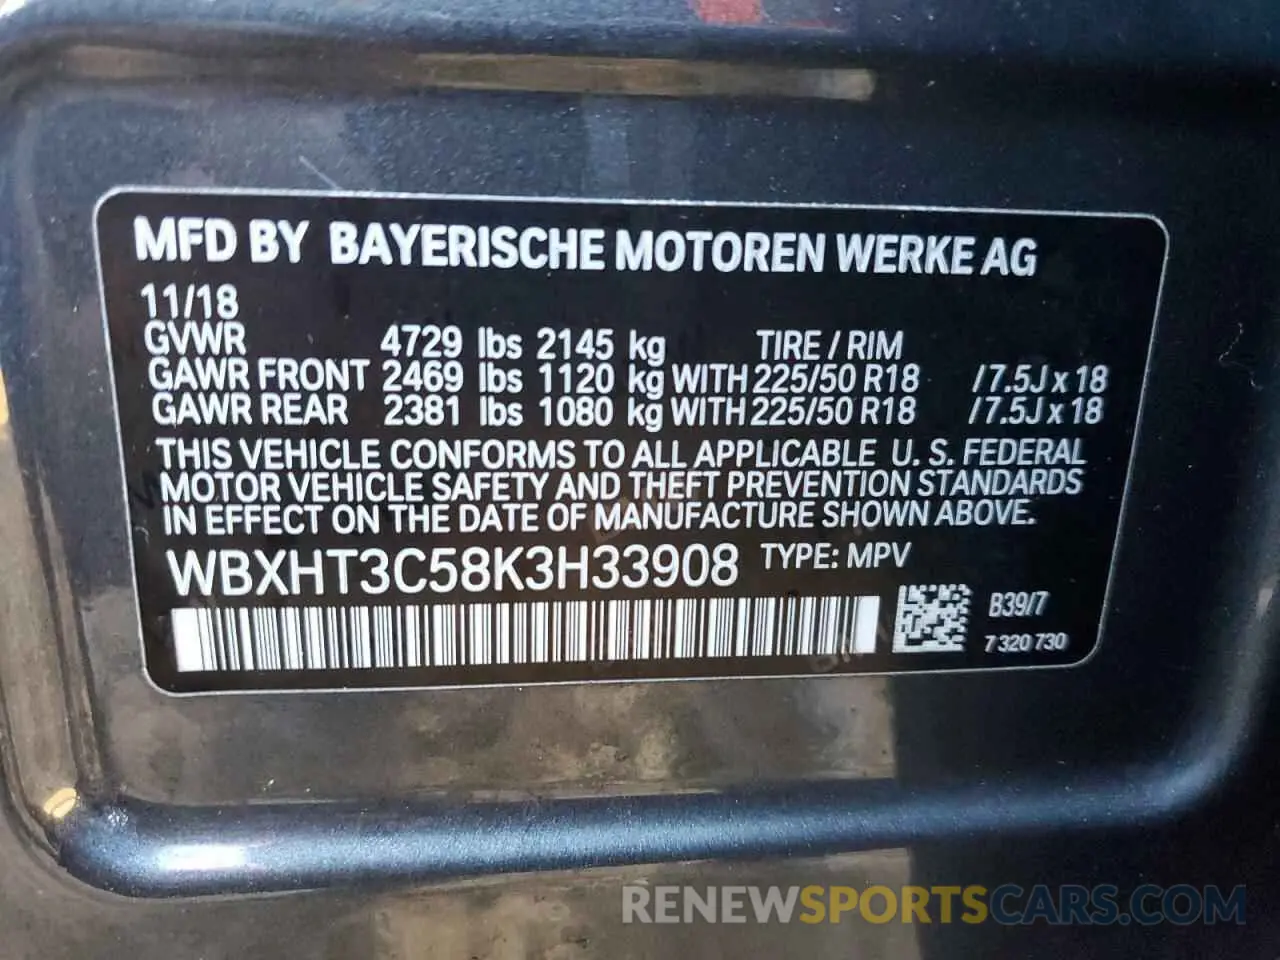 MFD BY BAYERISCHE MOTOREN WERKE AG
11/18
GVWR 4729 lbs 2145 kg TIRE / RIM
GAWR FRONT 2469 lbs 1120 kg WITH 225/50 R18 /7.5J x 18
GAWR REAR 2381 lbs 1080 kg WITH 225/50 R18 /7.5J x 18
THIS VEHICLE CONFORMS TO ALL APPLICABLE U. S. FEDERAL
MOTOR VEHICLE SAFETY AND THEFT PREVENTION STANDARDS
IN EFFECT ON THE DATE OF MANUFACTURE SHOWN ABOVE.
WBXHT3C58K3H33908 TYPE: MPV
B39/7
7 320 730
RENEWSPORTSCARS.COM